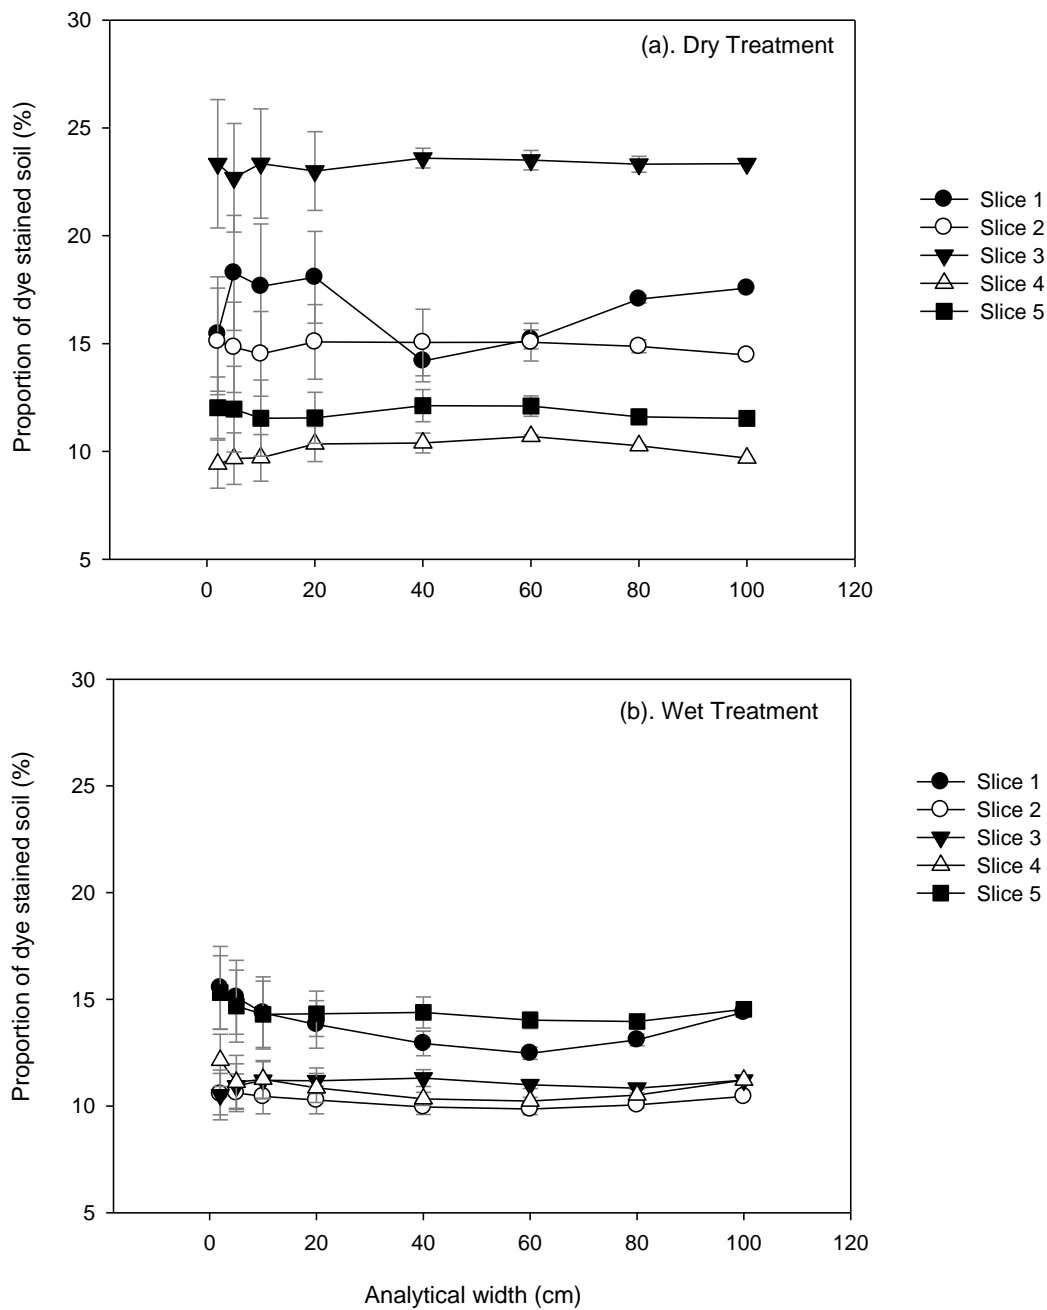 (a). Dry Treatment
Proportion of dye stained soil (%)
30
25
20
15
10
5
0 20 40 60 80 100 120
Slice 1
Slice 2
Slice 3
Slice 4
Slice 5
(b). Wet Treatment
Proportion of dye stained soil (%)
30
25
20
15
10
5
0 20 40 60 80 100 120
Analytical width (cm)
Slice 1
Slice 2
Slice 3
Slice 4
Slice 5